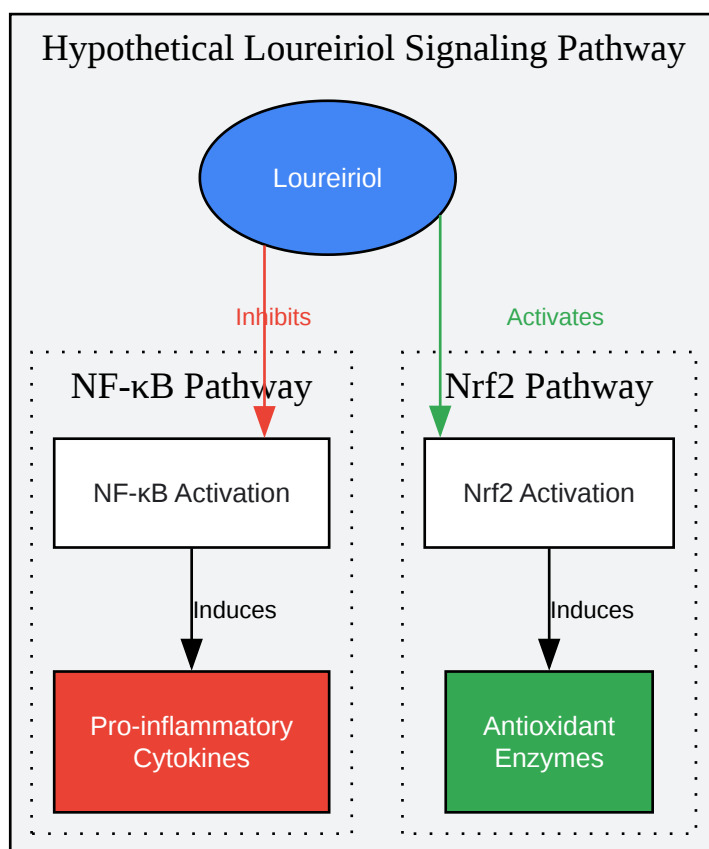 Hypothetical Loureiriol Signaling Pathway
Loureiriol
Inhibits
Activates
NF-κB Pathway
Nrf2 Pathway
NF-κB Activation
Nrf2 Activation
Induces
Induces
Pro-inflammatory
Cytokines
Antioxidant
Enzymes